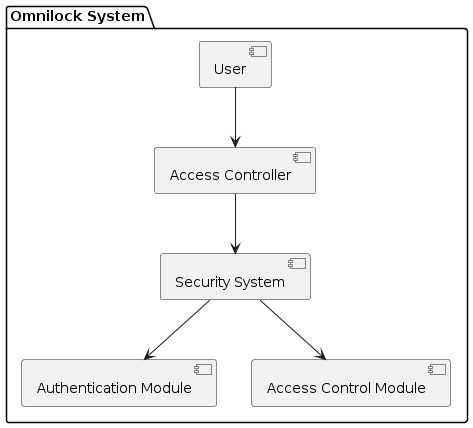 Omnilock System
User
Access Controller
Security System
Authentication Module
Access Control Module